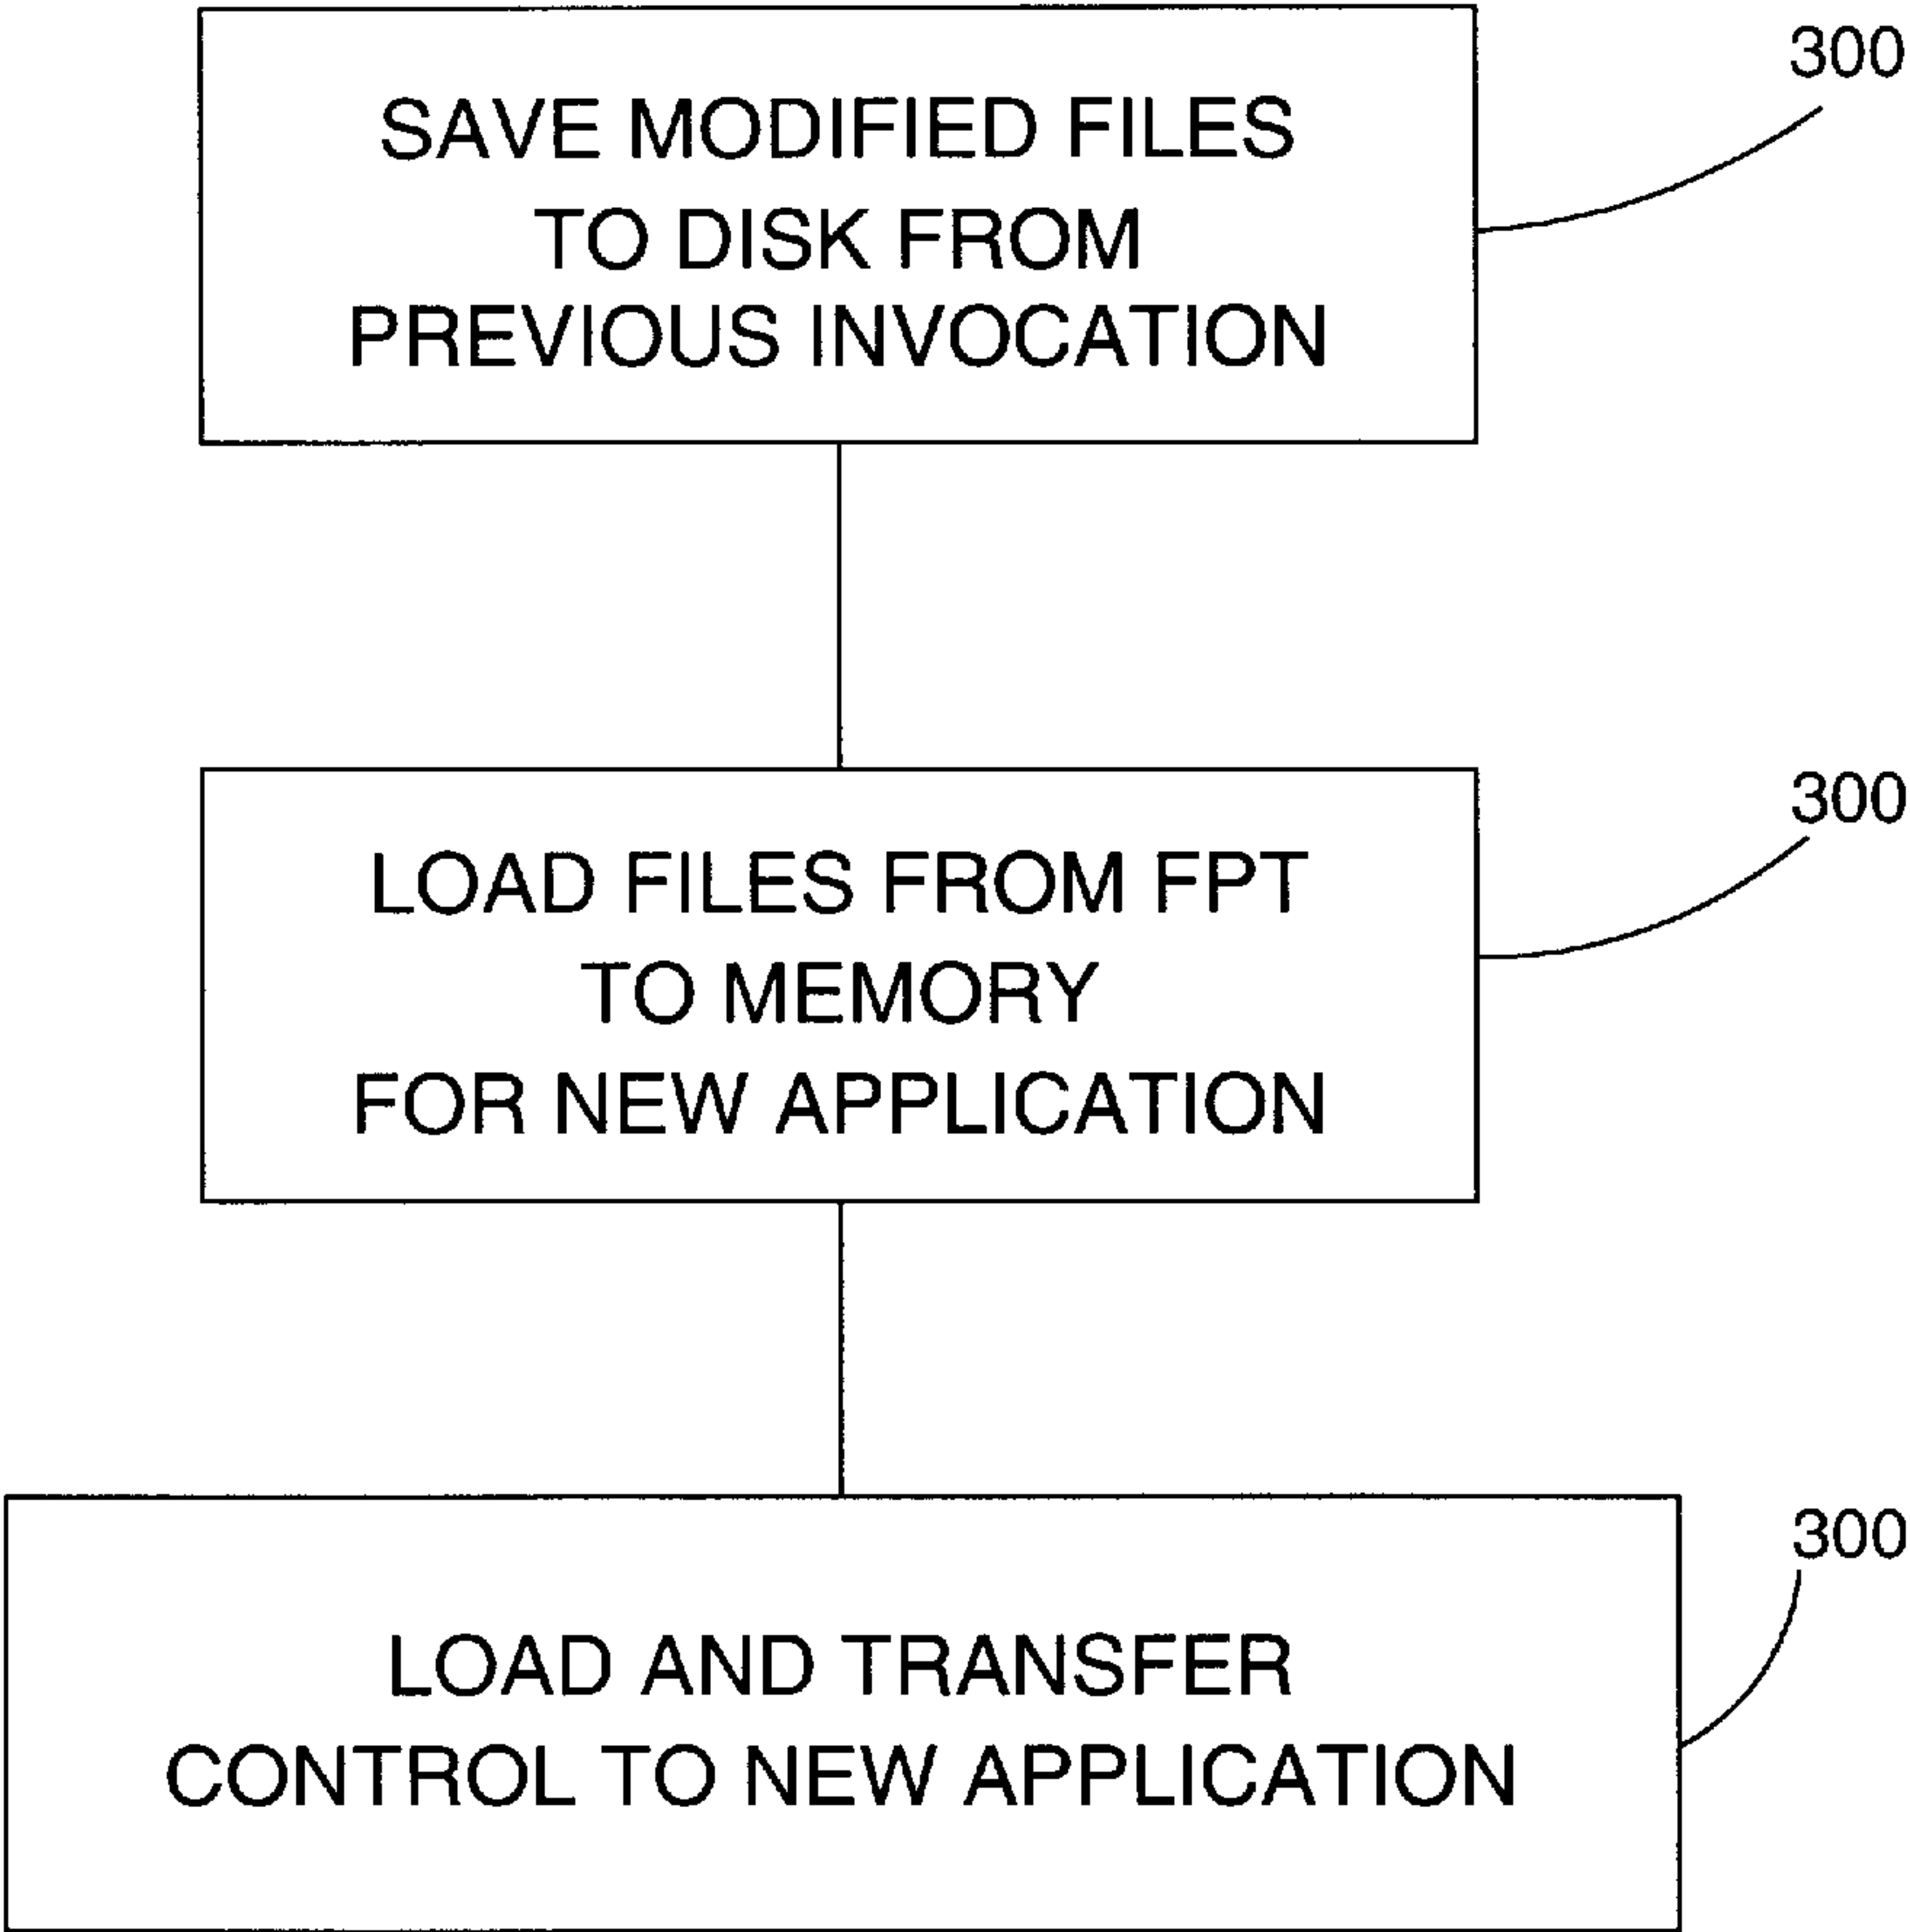 300
SAVE MODIFIED FILES
TO DISK FROM
PREVIOUS INVOCATION
300
LOAD FILES FROM FPT
TO MEMORY
FOR NEW APPLICATION
300
LOAD AND TRANSFER
CONTROL TO NEW APPLICATION